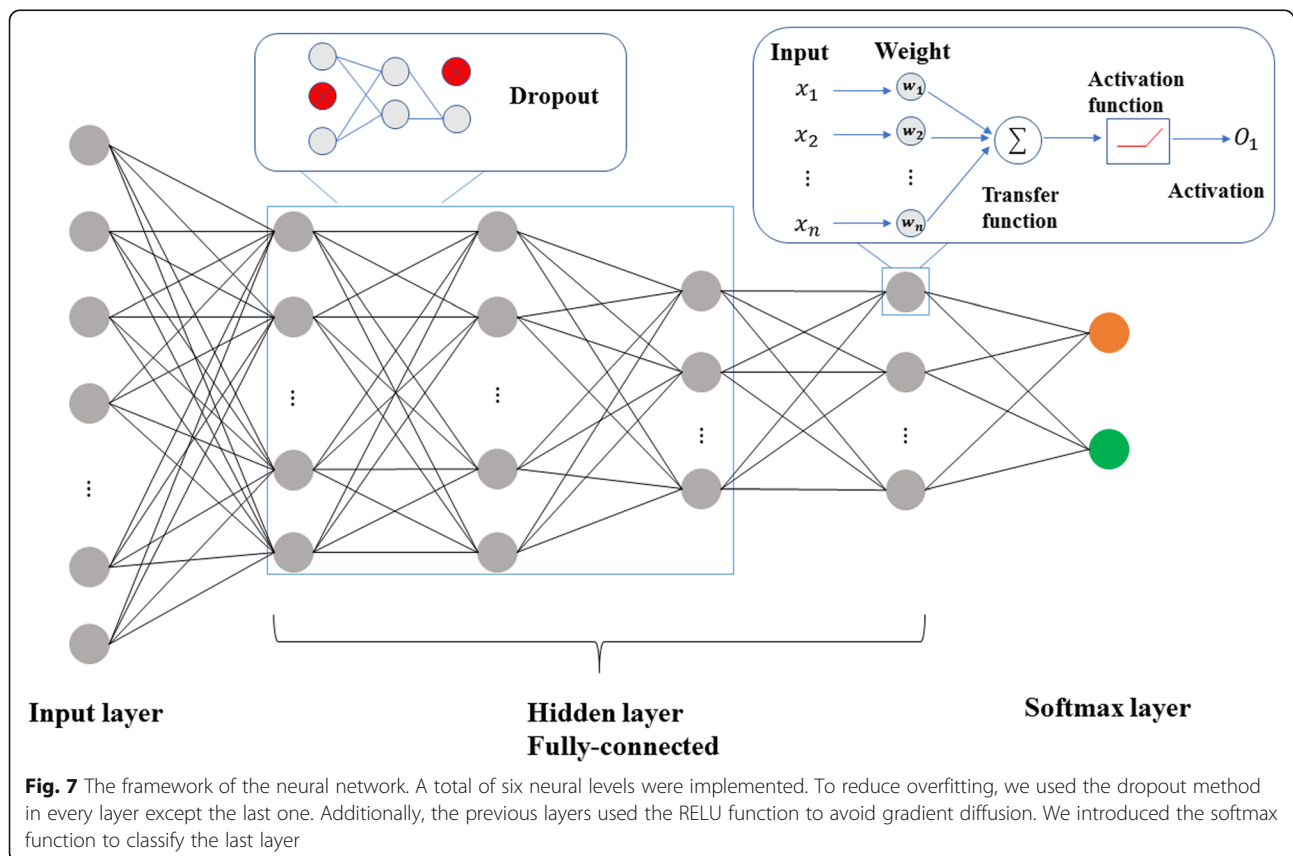 Dropout
Input Weight
x₁ w₁
x₂ w₂
⋮ ⋮
xₙ wₙ
∑
Transfer
function
Activation
function
O₁
Activation
⋮ ⋮ ⋮ ⋮ ⋮
Input layer
Hidden layer
Fully-connected
Softmax layer
Fig. 7 The framework of the neural network. A total of six neural levels were implemented. To reduce overfitting, we used the dropout method
in every layer except the last one. Additionally, the previous layers used the RELU function to avoid gradient diffusion. We introduced the softmax
function to classify the last layer